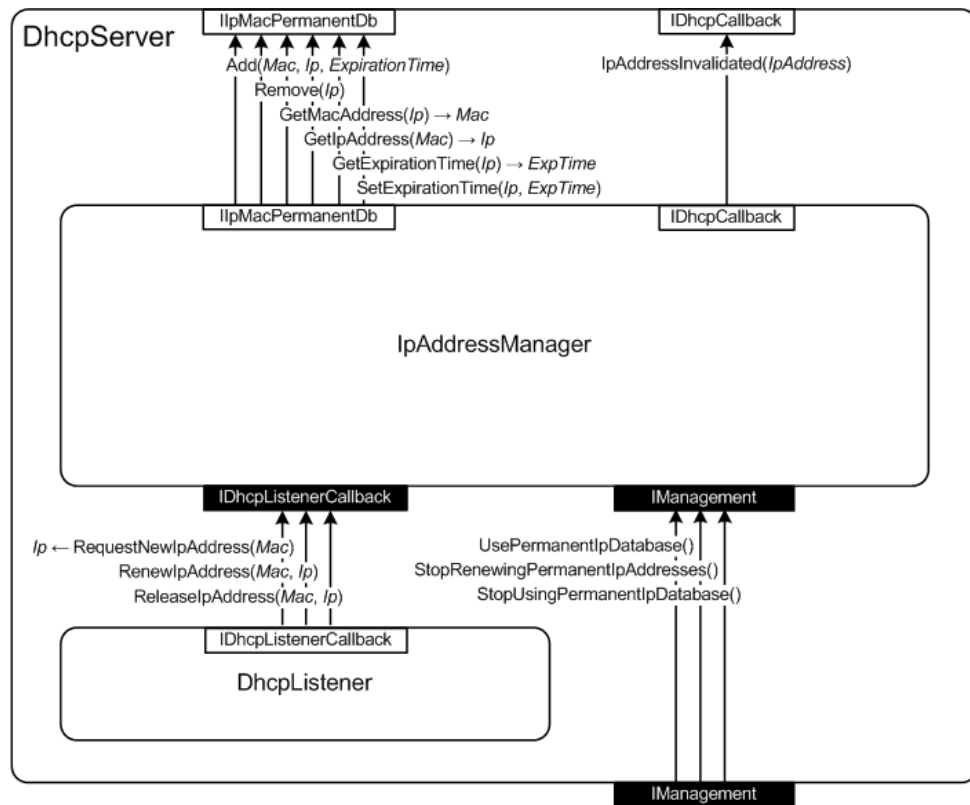 DhcpServer
IIpMacPermanentDb
IDhcpCallback
Add(Mac, Ip, ExpirationTime)
IpAddressInvalidated(IpAddress)
Remove(Ip)
GetMacAddress(Ip) → Mac
GetIpAddress(Mac) → Ip
GetExpirationTime(Ip) → ExpTime
SetExpirationTime(Ip, ExpTime)
IIpMacPermanentDb
IDhcpCallback
IpAddressManager
IDhcpListenerCallback
IManagement
Ip ← RequestNewIpAddress(Mac)
RenewIpAddress(Mac, Ip)
ReleaseIpAddress(Mac, Ip)
UsePermanentIpDatabase()
StopRenewingPermanentIpAddresses()
StopUsingPermanentIpDatabase()
IDhcpListenerCallback
DhcpListener
IManagement